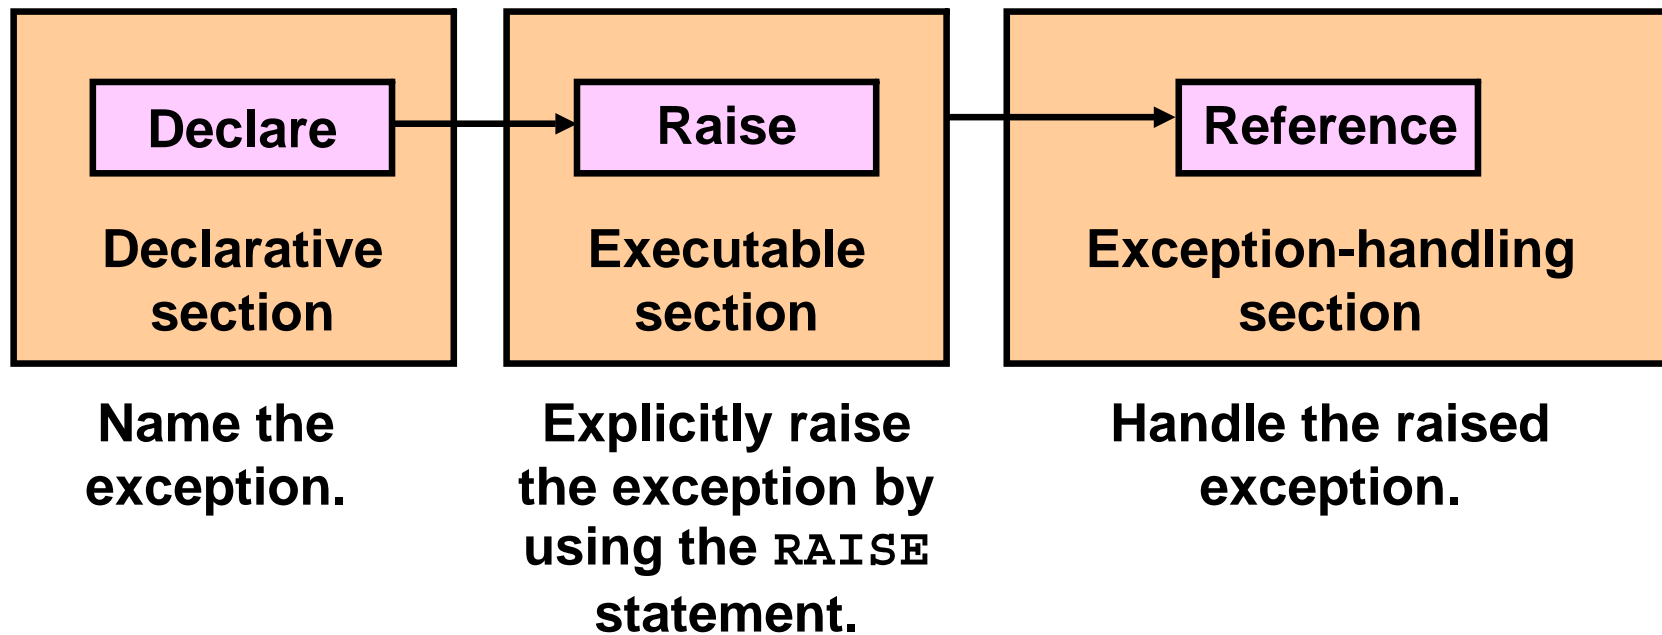 Declare
Declarative
section
Name the
exception.
Raise
Executable
section
Explicitly raise
the exception by
using the RAISE
statement.
Reference
Exception-handling
section
Handle the raised
exception.